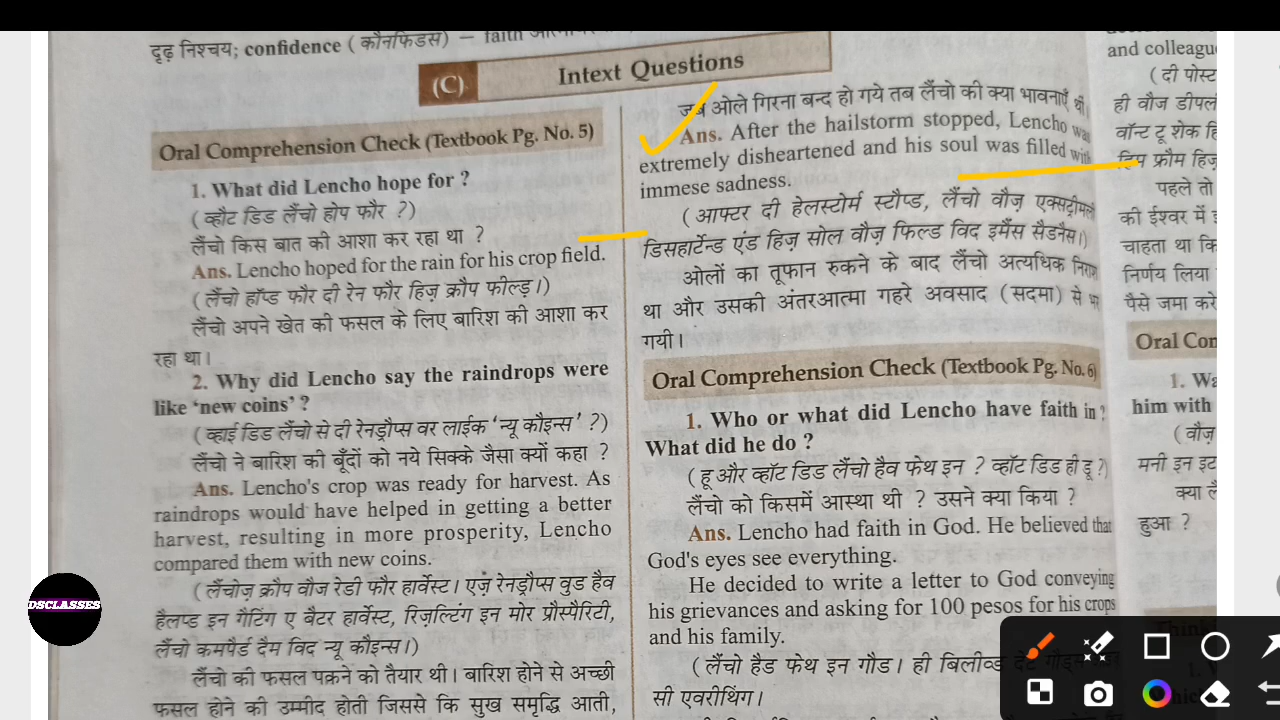 दृढ़ निश्चय; confidence ( कौनफिडेंस) – faith
(C) Intext Questions
Oral Comprehension Check (Textbook Pg. No. 5)
1. What did Lencho hope for ?
( व्हौट डिड लैंचो होप फौर ?)
लैंचो किस बात की आशा कर रहा था ?
Ans. Lencho hoped for the rain for his crop field.
( लैंचो हॉप्ड फौर दी रेन फौर हिज़ क्रौप फील्ड़।)
लैंचो अपने खेत की फसल के लिए बारिश की आशा कर
रहा था।
2. Why did Lencho say the raindrops were
like ‘new coins’ ?
( व्हाई डिड लैंचो से दी रेनड्रौप्स वर लाईक ‘न्यू कौइन्स’ ?)
लैंचो ने बारिश की बूँदों को नये सिक्के जैसा क्यों कहा ?
Ans. Lencho's crop was ready for harvest. As
raindrops would have helped in getting a better
harvest, resulting in more prosperity, Lencho
compared them with new coins.
( लैंचोज़ क्रौप वौज रेडी फौर हार्वेस्ट। एज़ रेनड्रौप्स वुड हैव
हैलप्ड इन गैटिंग ए बैटर हार्वेस्ट, रिज़ल्टिंग इन मोर प्रौस्पैरिटी,
लैंचो कमपैर्ड दैम विद न्यू कौइन्स।)
लैंचो की फसल पकने को तैयार थी। बारिश होने से अच्छी
फसल होने की उम्मीद होती जिससे कि सुख समृद्धि आती,
जब ओले गिरना बन्द हो गये तब लैंचो की क्या भावनाएँ थी
Ans. After the hailstorm stopped, Lencho was
extremely disheartened and his soul was filled with
immese sadness.
( आफ्टर दी हेलस्टोर्म स्टौप्ड, लैंचो वौज़ एक्सट्रीमली
डिसहार्टेन्ड एंड हिज़ सोल वौज़ फिल्ड विद इमैंस सैडनैस।)
ओलों का तूफान रुकने के बाद लैंचो अत्यधिक निराश
था और उसकी अंतरआत्मा गहरे अवसाद ( सदमा) से भर
गयी।
Oral Comprehension Check (Textbook Pg. No. 6)
1. Who or what did Lencho have faith in ?
What did he do ?
( हू और व्हॉट डिड लैंचो हैव फेथ इन ? व्हॉट डिड ही डू ?)
लैंचो को किसमें आस्था थी ? उसने क्या किया ?
Ans. Lencho had faith in God. He believed that
God's eyes see everything.
He decided to write a letter to God conveying
his grievances and asking for 100 pesos for his crops
and his family.
( लैंचो हैड फेथ इन गौड। ही बिलीव्ड दैट
सी एवरीथिंग।
and
( दी पोस्ट
ही वौज
वॉन्ट टू शेक
फ्रौम हिज़
पहले तो
की ईश्वर में
चाहता था कि
निर्णय लिया
पैसे जमा करे
Oral
1.
him with
( वौज़
मनी इन
क्या
हुआ ?
DSCLASSES